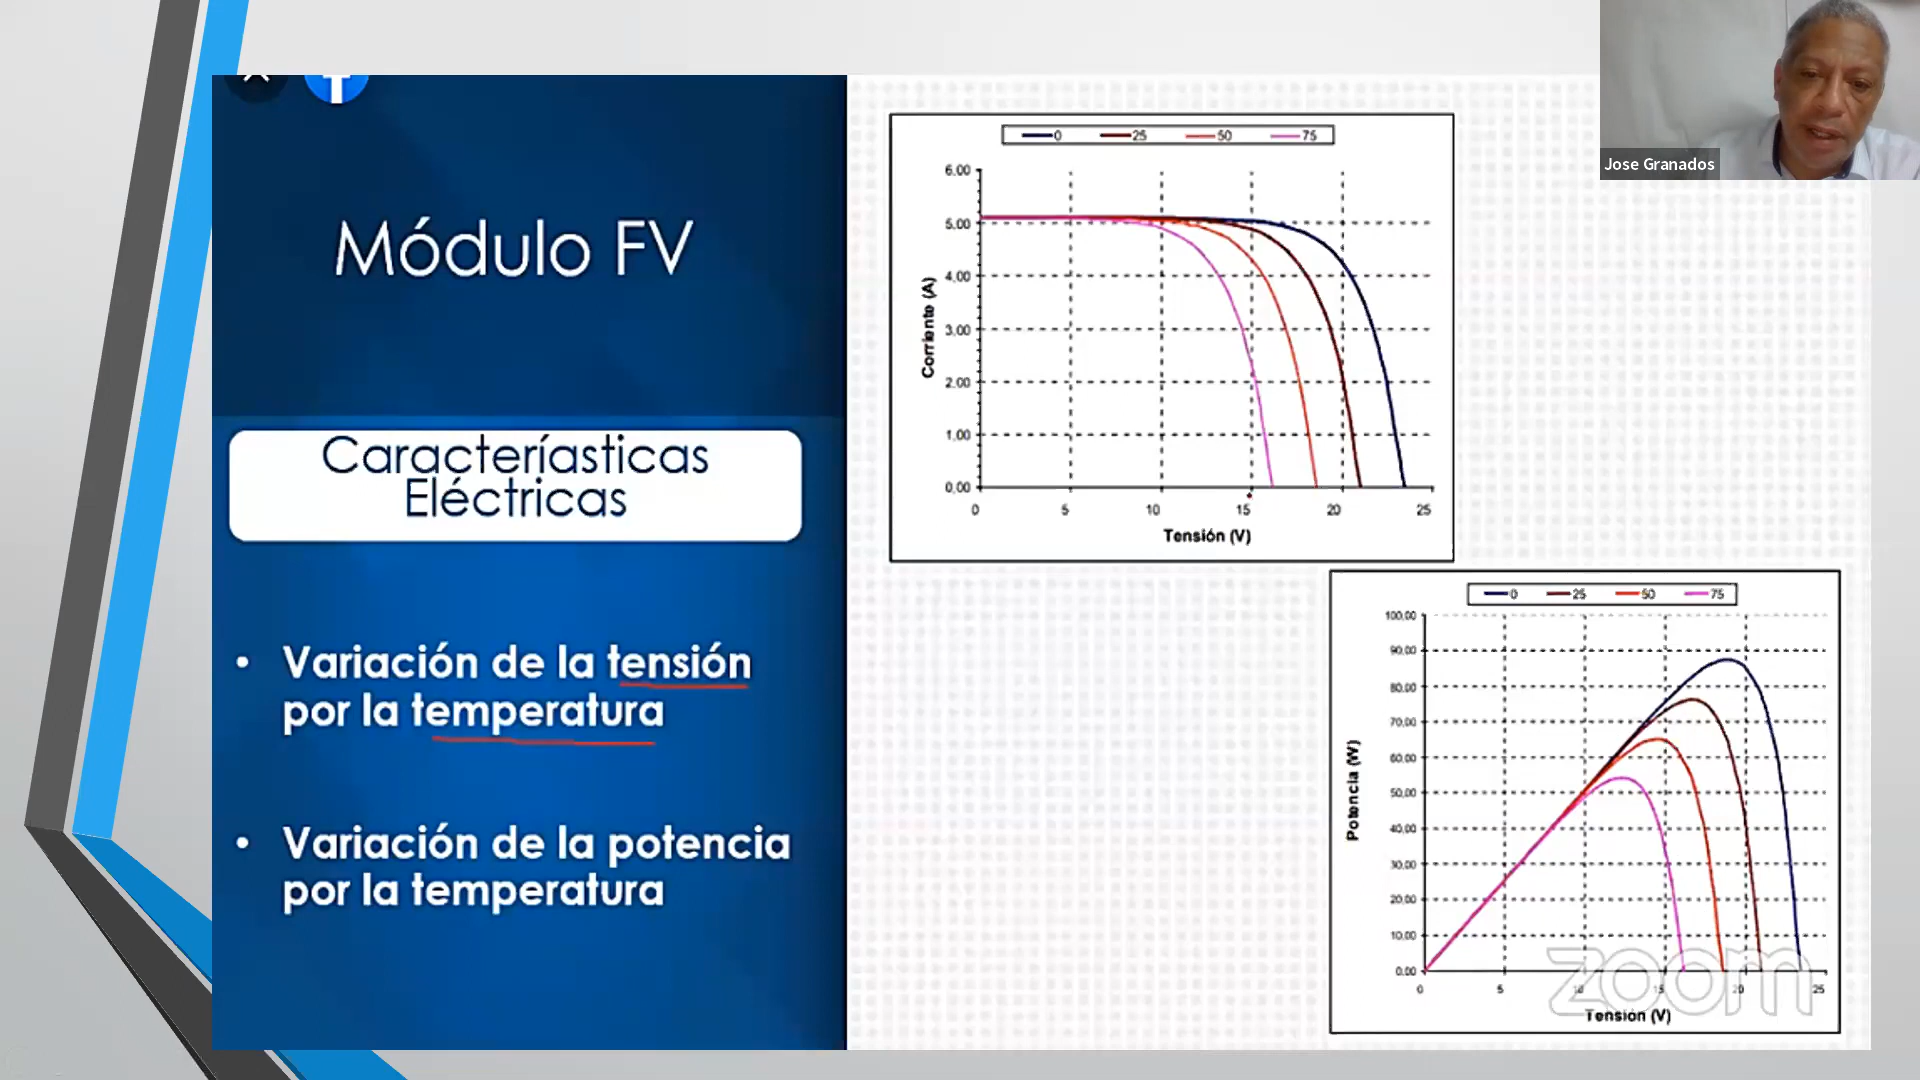 Jose Granados
Módulo FV
Caracteríasticas
Eléctricas
• Variación de la tensión
por la temperatura
• Variación de la potencia
por la temperatura
0 25 50 75
6.00
5.00
4.00
3.00
2.00
1.00
0.00
Corriente (A)
0 5 10 15 20 25
Tensión (V)
0 25 50 75
100.00
90.00
80.00
70.00
60.00
50.00
40.00
30.00
20.00
10.00
0.00
Potencia (W)
0 5 10 15 20 25
Tensión (V)
zoom